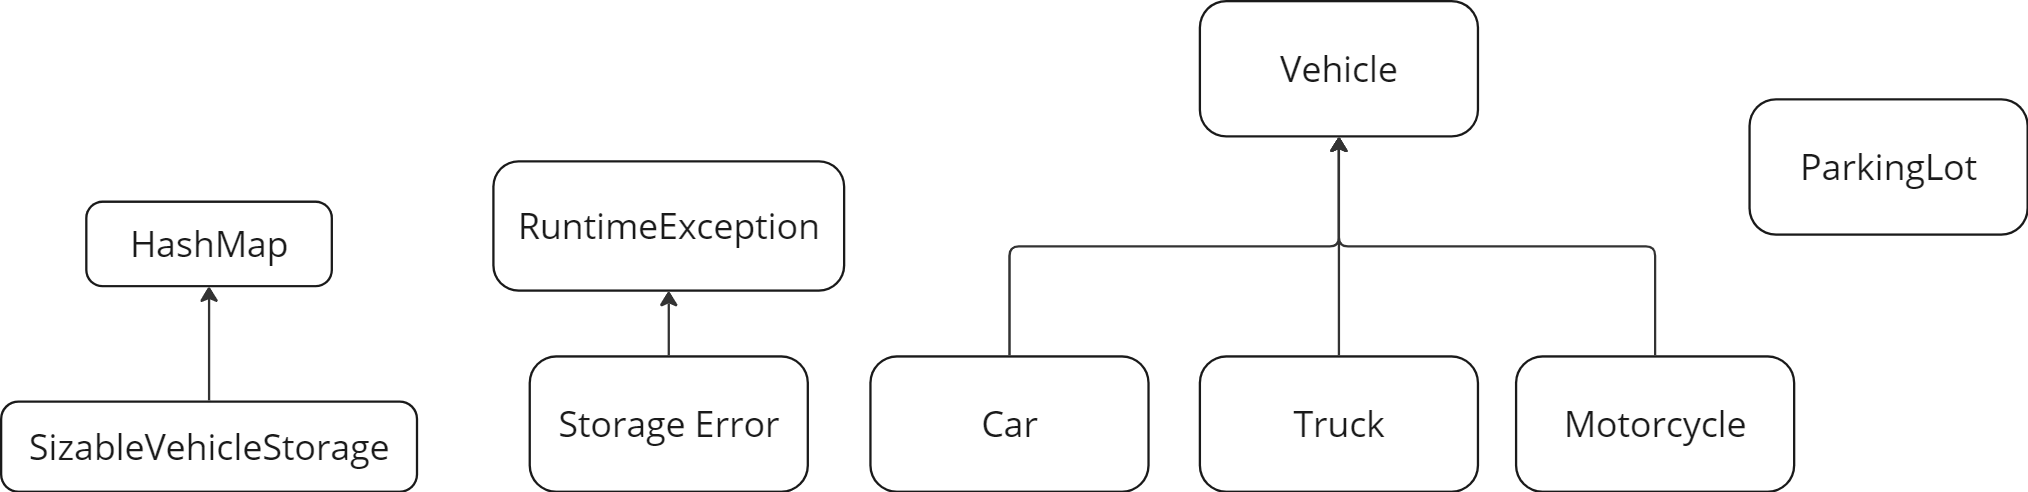 Vehicle
ParkingLot
HashMap
RuntimeException
SizableVehicleStorage
Storage Error
Car
Truck
Motorcycle